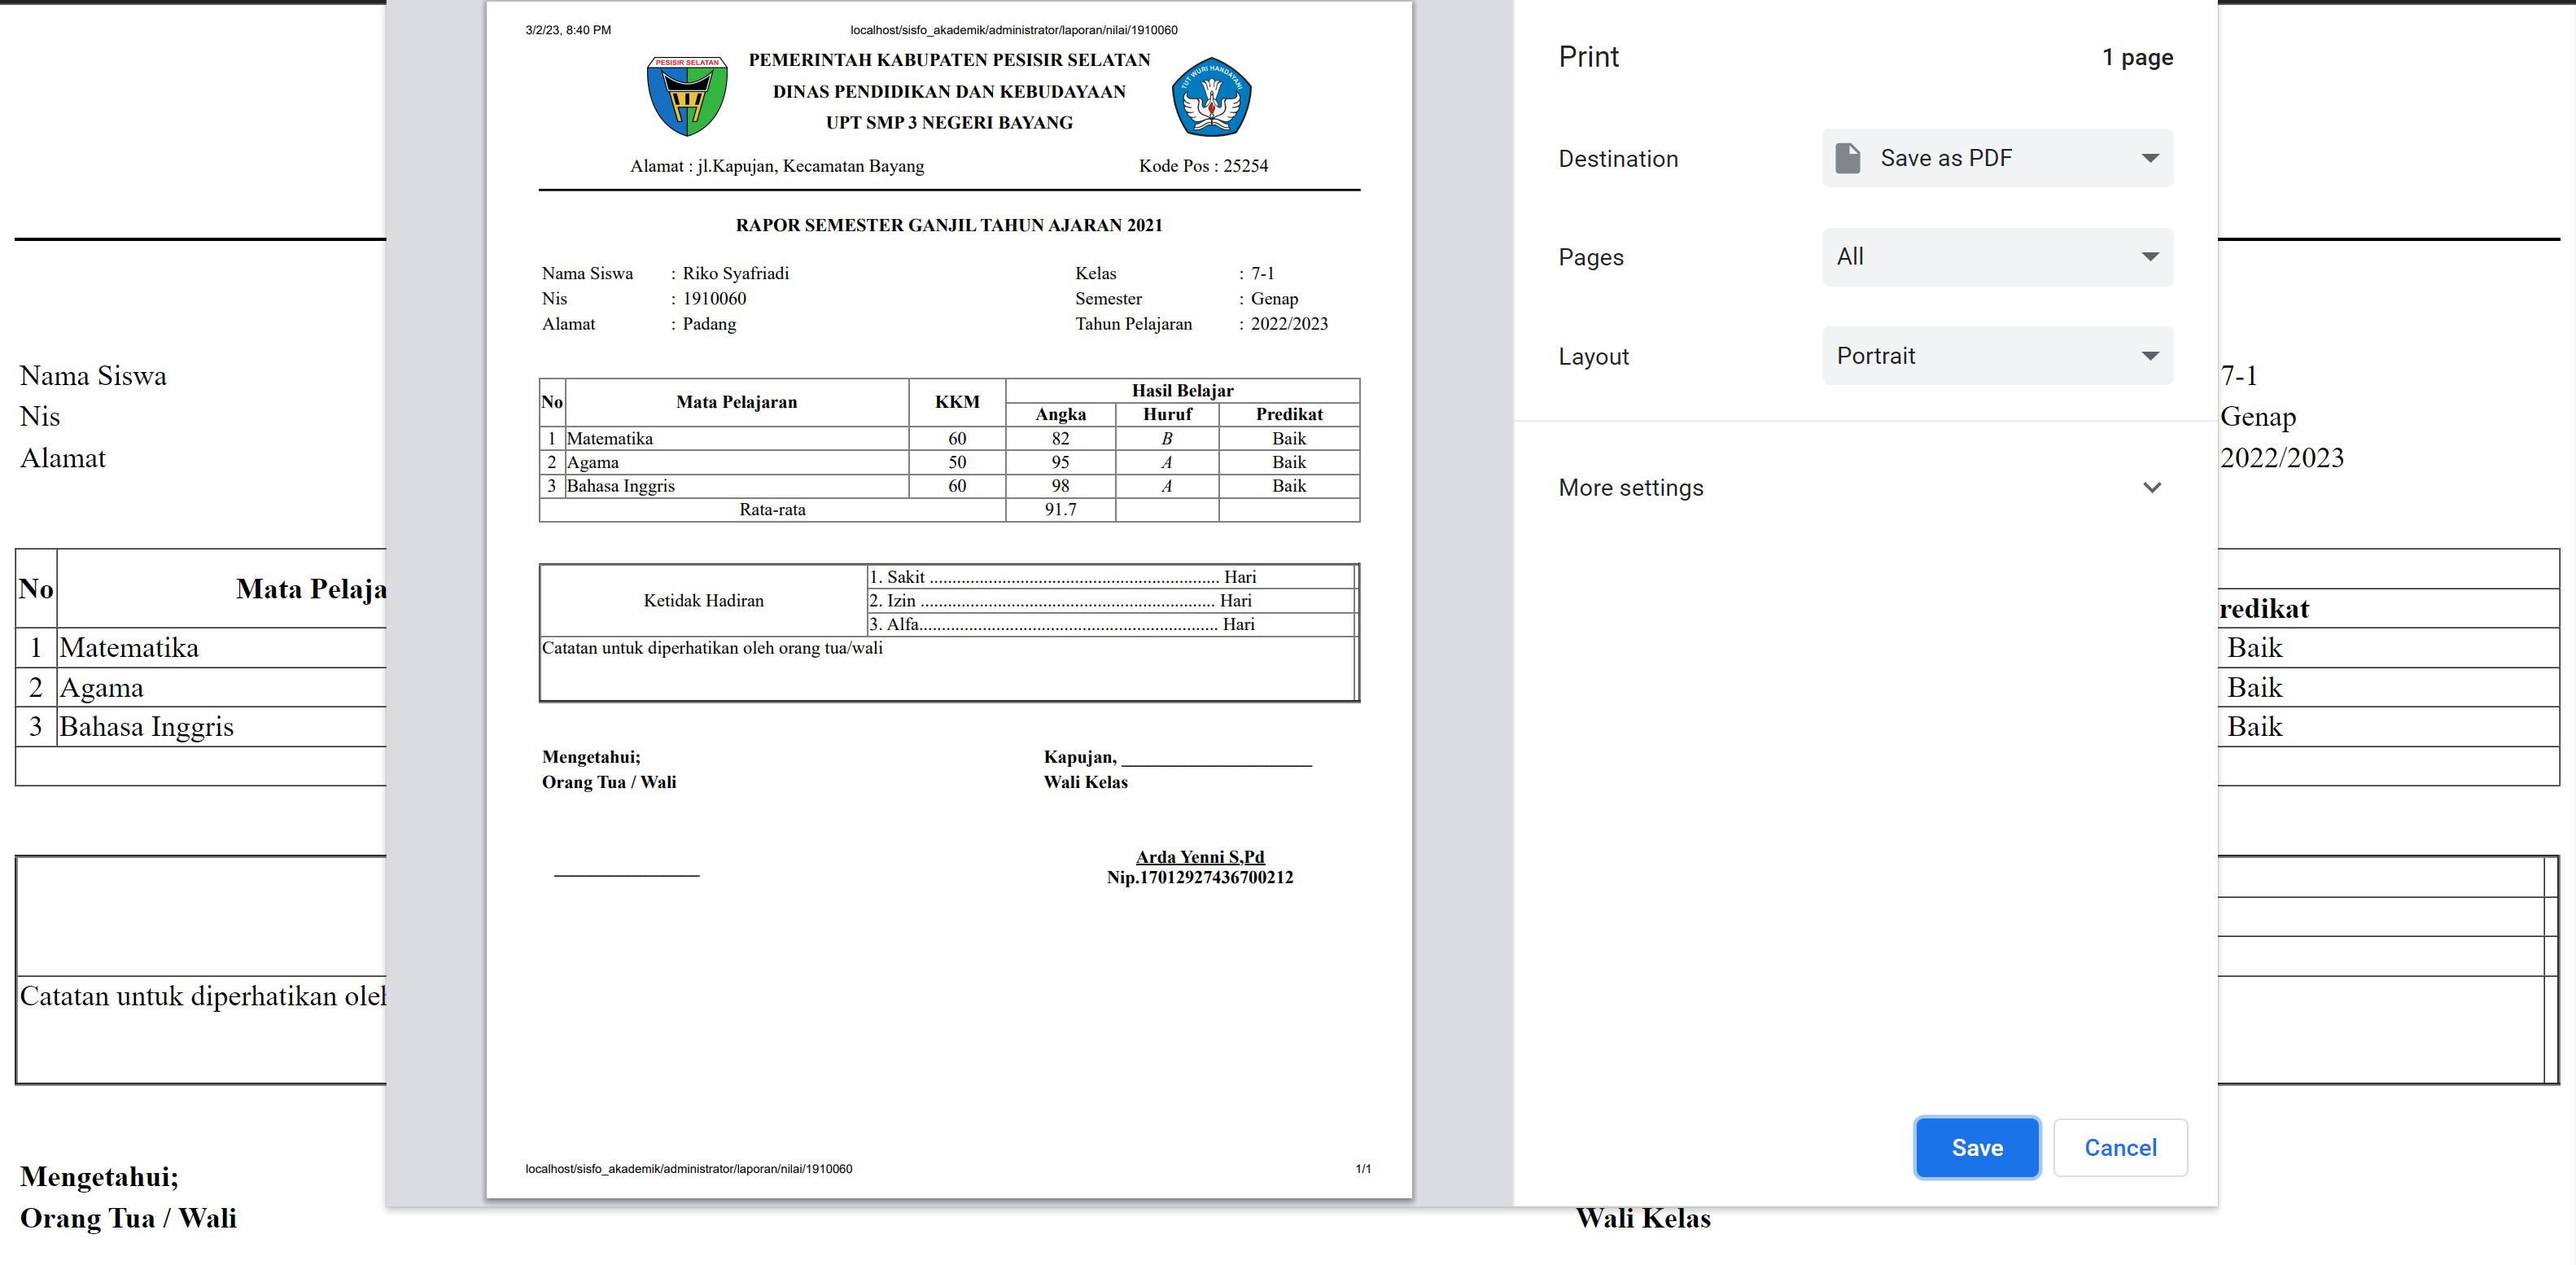 3/2/23, 8:40 PM localhost/sisfo_akademik/administrator/laporan/nilai/1910060
PESISIR SELATAN
PEMERINTAH KABUPATEN PESISIR SELATAN
DINAS PENDIDIKAN DAN KEBUDAYAAN
UPT SMP 3 NEGERI BAYANG
TUT WURI HANDAYANI
Alamat : jl.Kapujan, Kecamatan Bayang Kode Pos : 25254
RAPOR SEMESTER GANJIL TAHUN AJARAN 2021
Nama Siswa : Riko Syafriadi Kelas : 7-1
Nis : 1910060 Semester : Genap
Alamat : Padang Tahun Pelajaran : 2022/2023
No Mata Pelajaran KKM Hasil Belajar
Angka Huruf Predikat
1 Matematika 60 82 B Baik
2 Agama 50 95 A Baik
3 Bahasa Inggris 60 98 A Baik
Rata-rata 91.7
Ketidak Hadiran
1. Sakit ................................................................ Hari
2. Izin ................................................................. Hari
3. Alfa.................................................................. Hari
Catatan untuk diperhatikan oleh orang tua/wali
Mengetahui; Kapujan, ____________________
Orang Tua / Wali Wali Kelas
Arda Yenni S,Pd
Nip.17012927436700212
localhost/sisfo_akademik/administrator/laporan/nilai/1910060 1/1
Print 1 page
Destination Save as PDF
Pages All
Layout Portrait
More settings
Save Cancel
Nama Siswa 7-1
Nis Genap
Alamat 2022/2023
No Mata Pelaja redikat
1 Matematika Baik
2 Agama Baik
3 Bahasa Inggris Baik
Catatan untuk diperhatikan oleh
Mengetahui;
Orang Tua / Wali Wali Kelas